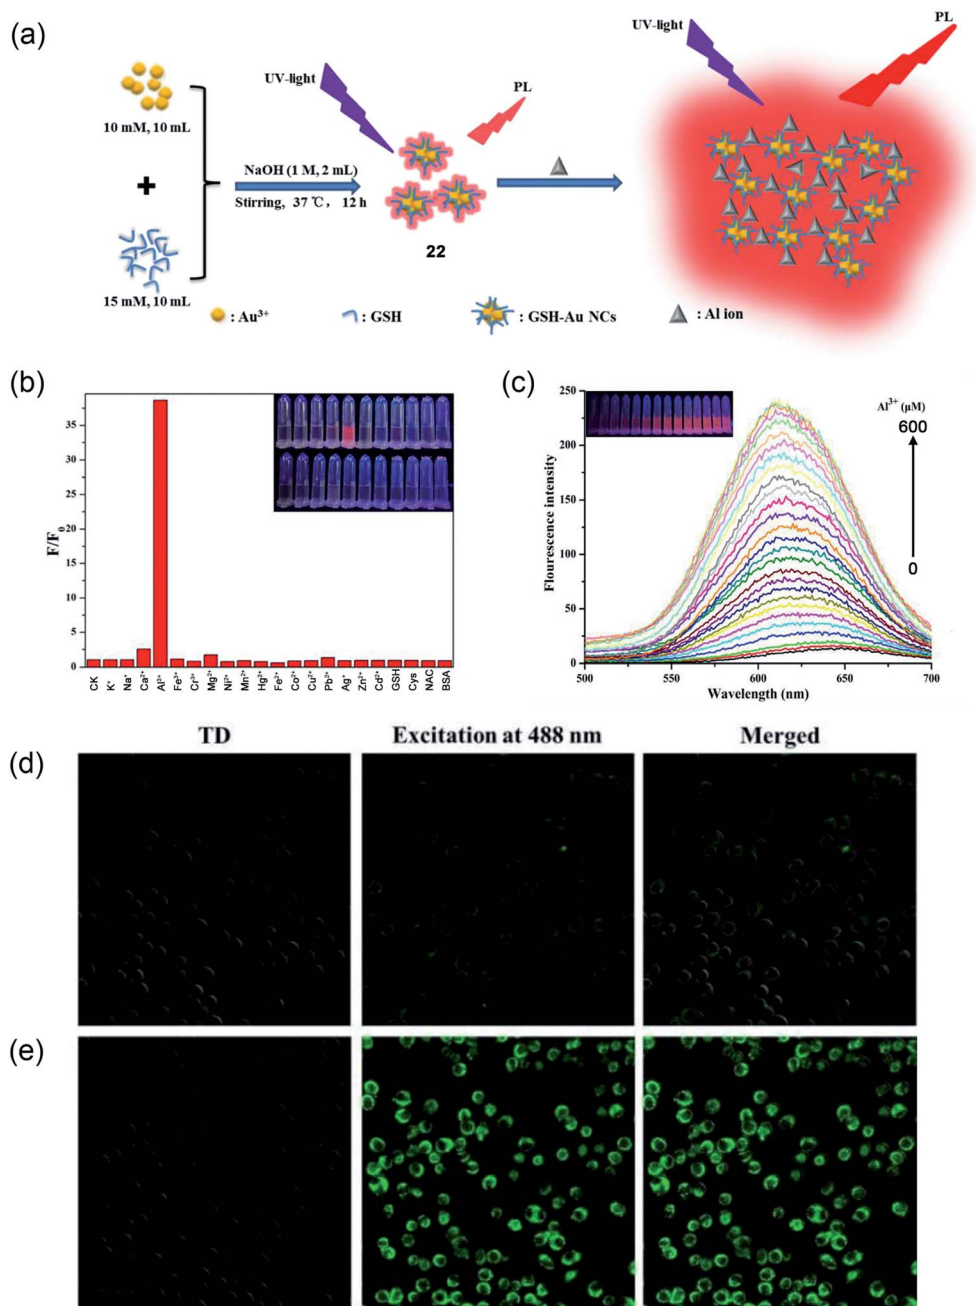 (a)
UV-light
PL
UV-light
PL
10 mM, 10 mL
+
NaOH (1 M, 2 mL)
Stirring, 37 ℃, 12 h
22
15 mM, 10 mL
: Au³⁺
: GSH
: GSH-Au NCs
: Al ion
(b)
F/F₀
35
30
25
20
15
10
5
0
CK
K⁺
Na⁺
Ca²⁺
Al³⁺
Fe³⁺
Cr³⁺
Mg²⁺
Ni²⁺
Mn²⁺
Hg²⁺
Fe²⁺
Co²⁺
Cu²⁺
Pb²⁺
Ag⁺
Zn²⁺
Cd²⁺
GSH
Cys
NAC
BSA
(c)
Flourescence intensity
250
200
150
100
50
0
500
550
600
650
700
Wavelength (nm)
Al³⁺ (μM)
600
0
TD
Excitation at 488 nm
Merged
(d)
(e)